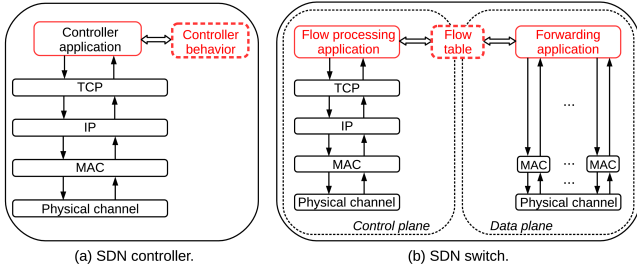 Controller
application
Controller
behavior
TCP
IP
MAC
Physical channel
(a) SDN controller.
Flow processing
application
Flow
table
Forwarding
application
TCP
IP
MAC
Physical channel
Control plane
...
MAC
...
MAC
...
Physical channel
Data plane
(b) SDN switch.